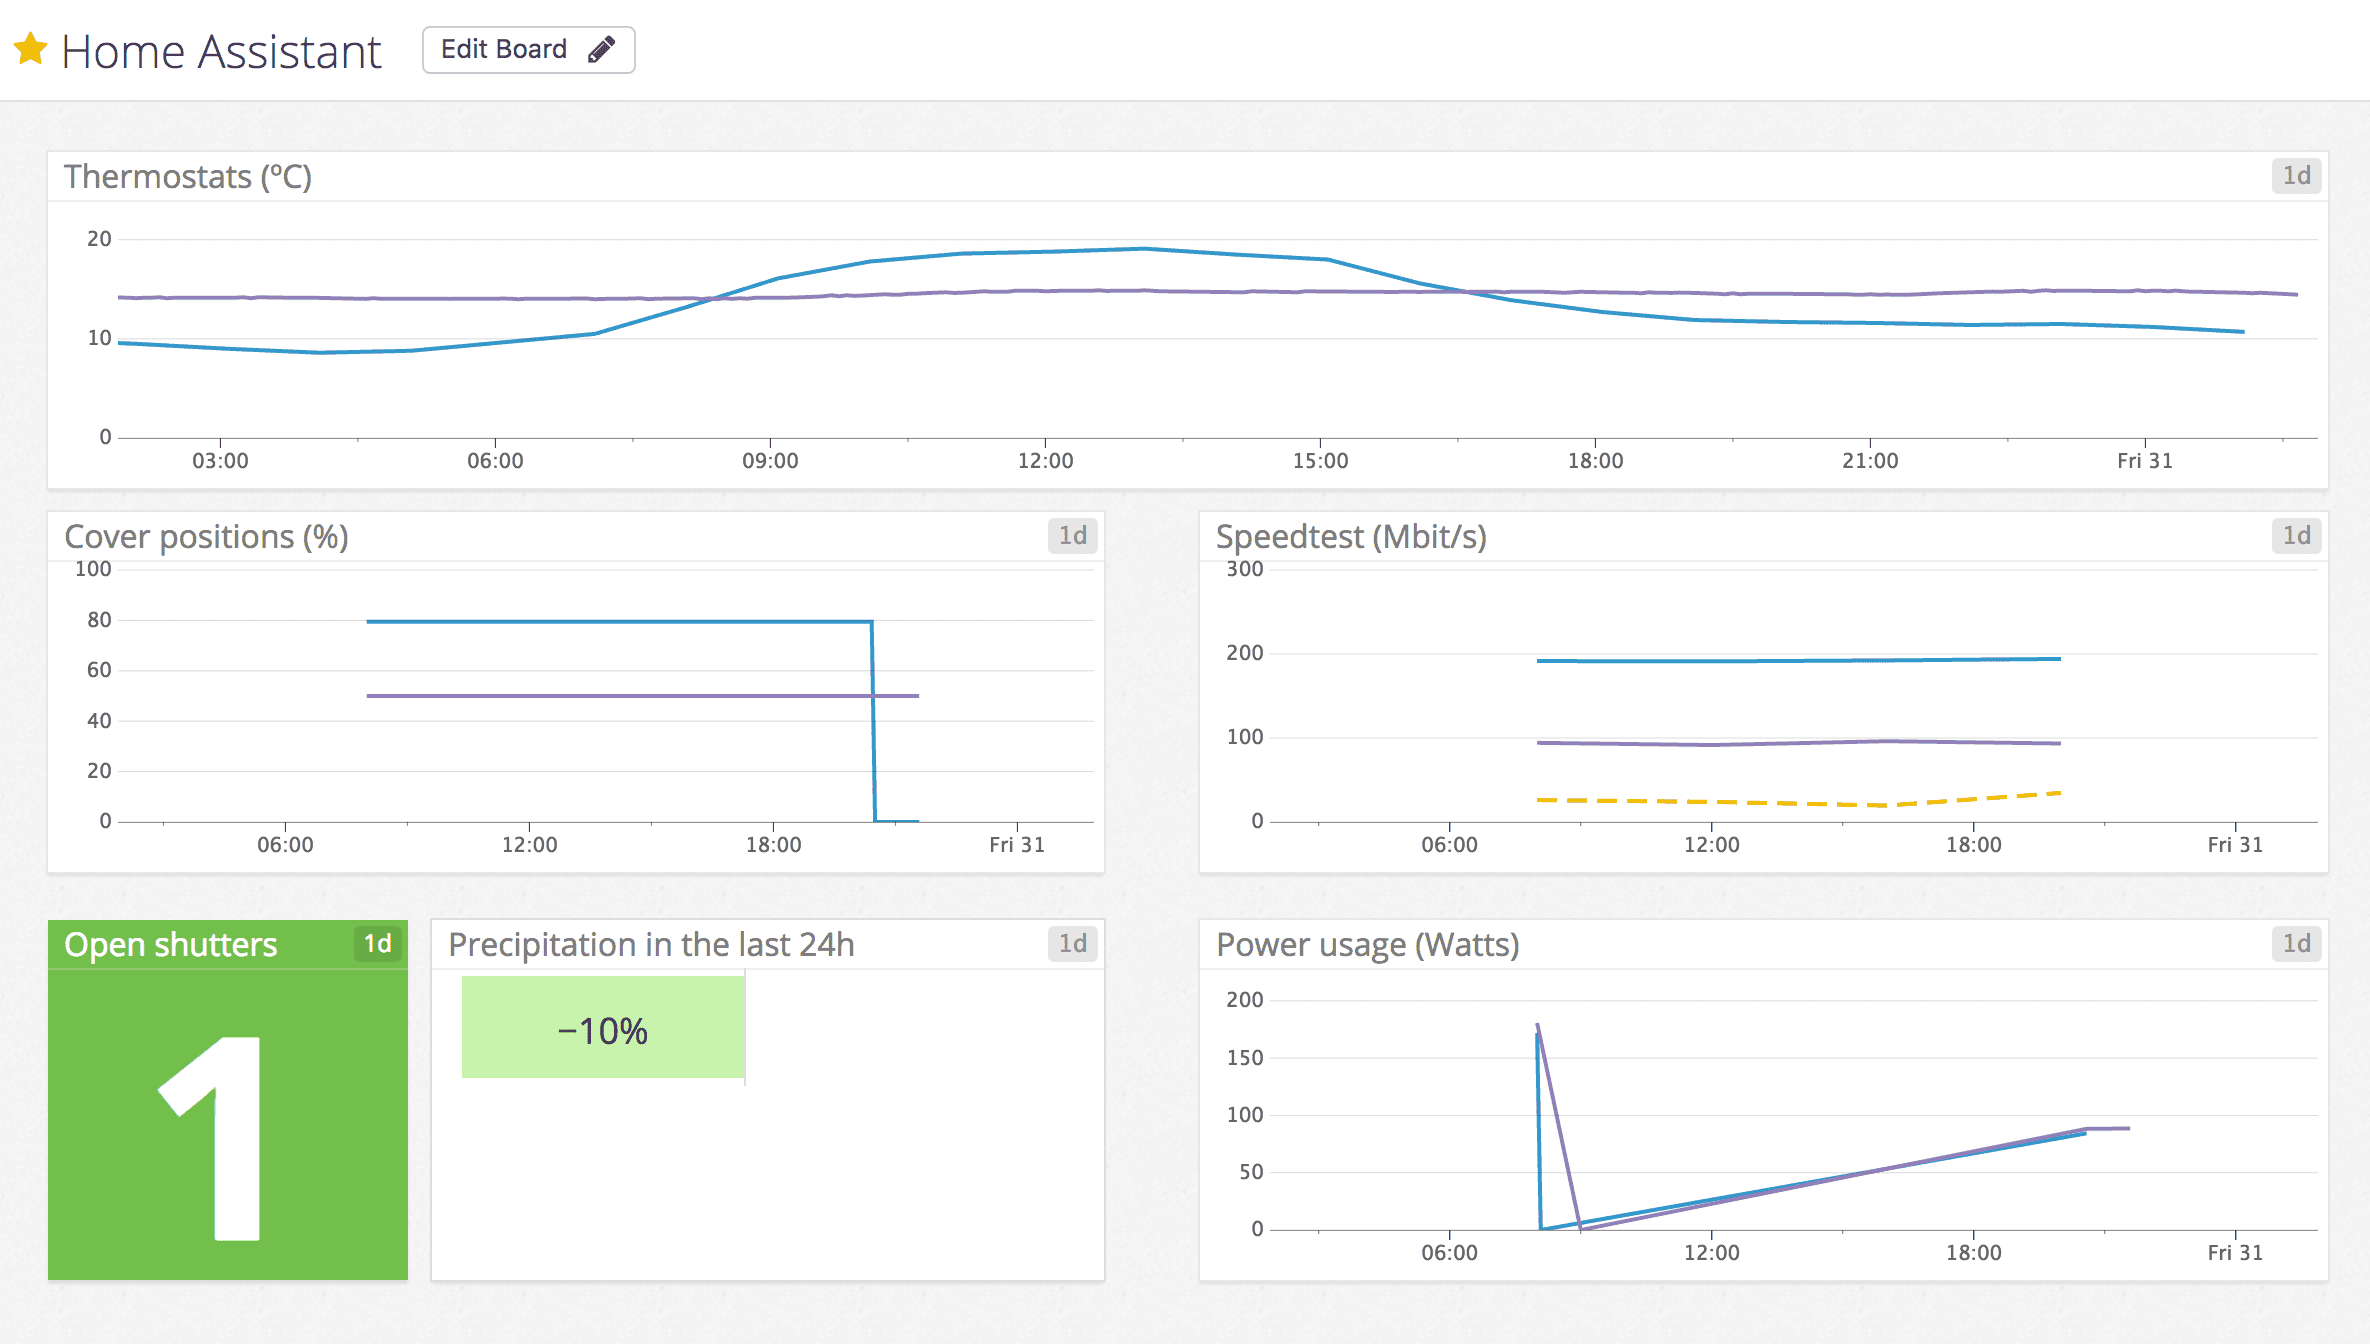 Home Assistant
Edit Board
Thermostats (ºC)
1d
20
10
0
03:00 06:00 09:00 12:00 15:00 18:00 21:00 Fri 31
Cover positions (%)
1d
100
80
60
40
20
0
06:00 12:00 18:00 Fri 31
Speedtest (Mbit/s)
1d
300
200
100
0
06:00 12:00 18:00 Fri 31
Open shutters
1d
1
Precipitation in the last 24h
1d
−10%
Power usage (Watts)
1d
200
150
100
50
0
06:00 12:00 18:00 Fri 31